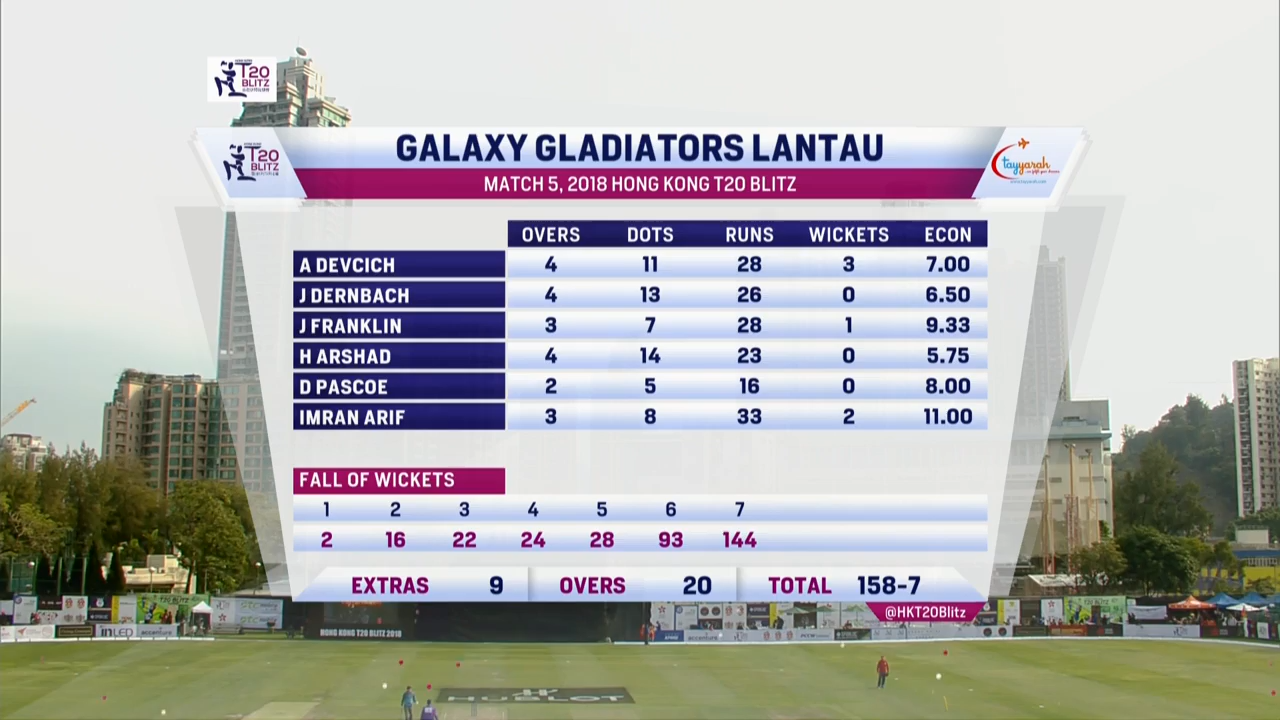 T20
BLITZ
T20
BLITZ
GALAXY GLADIATORS LANTAU
tayyarah
MATCH 5, 2018 HONG KONG T20 BLITZ
OVERS DOTS RUNS WICKETS ECON
A DEVCICH 4 11 28 3 7.00
J DERNBACH 4 13 26 0 6.50
J FRANKLIN 3 7 28 1 9.33
H ARSHAD 4 14 23 0 5.75
D PASCOE 2 5 16 0 8.00
IMRAN ARIF 3 8 33 2 11.00
FALL OF WICKETS
1 2 3 4 5 6 7
2 16 22 24 28 93 144
EXTRAS 9 OVERS 20 TOTAL 158-7
@HKT20Blitz
inLED accenture
HONG KONG T20 BLITZ 2018
HUBLOT